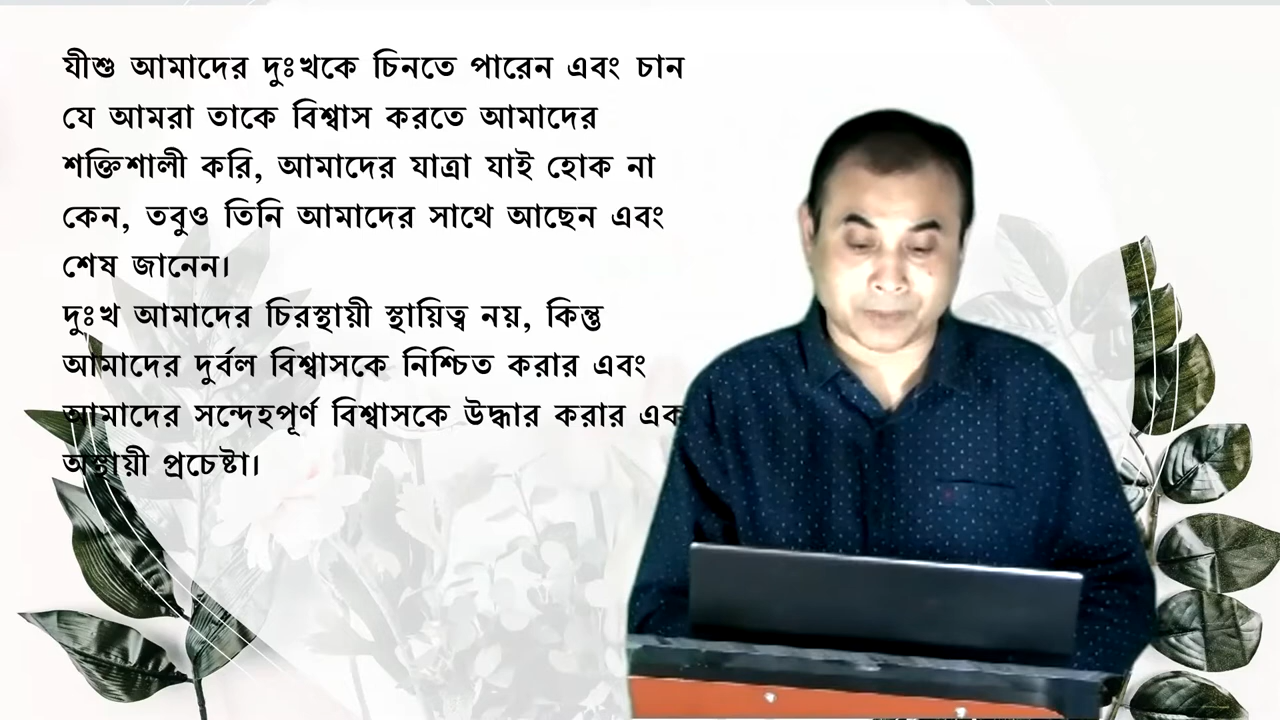 যীশু আমাদের দুঃখকে চিনতে পারেন এবং চান
যে আমরা তাকে বিশ্বাস করতে আমাদের
শক্তিশালী করি, আমাদের যাত্রা যাই হোক না
কেন, তবুও তিনি আমাদের সাথে আছেন এবং
শেষ জানেন।
দুঃখ আমাদের চিরস্থায়ী স্থায়িত্ব নয়, কিন্তু
আমাদের দুর্বল বিশ্বাসকে নিশ্চিত করার এবং
আমাদের সন্দেহপূর্ণ বিশ্বাসকে উদ্ধার করার এক
অস্থায়ী প্রচেষ্টা।